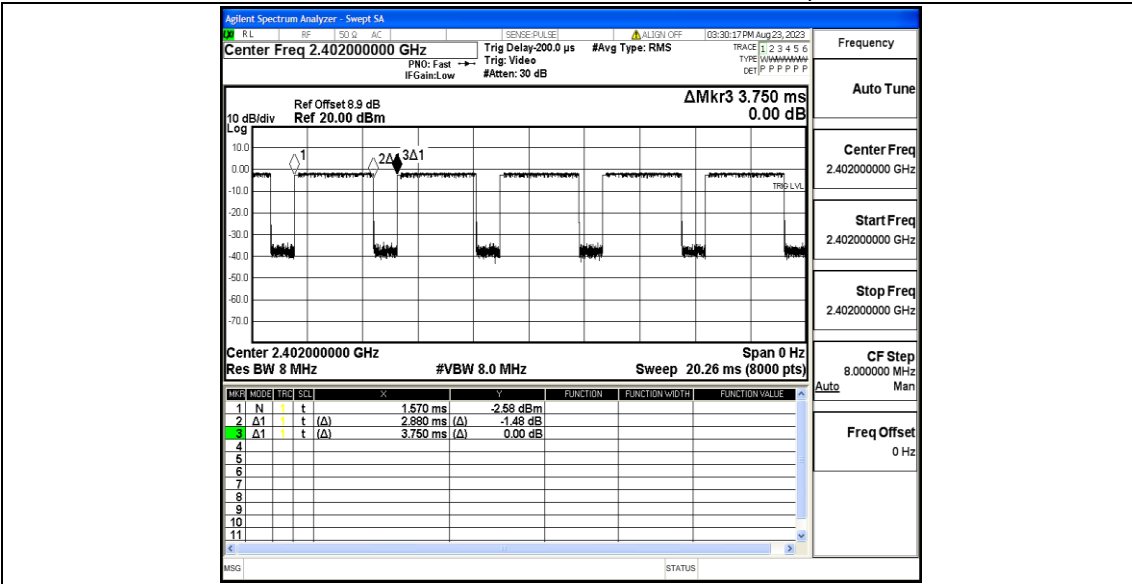 Agilent Spectrum Analyzer - Swept SA
RL RF 50 Ω AC SENSE:PULSE ALIGN OFF 03:30:17 PM Aug 23, 2023
Center Freq 2.402000000 GHz
PNO: Fast
IFGain:Low
Trig Delay-200.0 µs
Trig: Video
#Atten: 30 dB
#Avg Type: RMS
TRACE 1 2 3 4 5 6
TYPE
DET P P P P P P
ΔMkr3 3.750 ms
0.00 dB
Ref Offset 8.9 dB
10 dB/div Ref 20.00 dBm
Log
10.0
0.00
-10.0
-20.0
-30.0
-40.0
-50.0
-60.0
-70.0
1
2Δ
3Δ1
TRIG LVL
Center 2.402000000 GHz Span 0 Hz
Res BW 8 MHz #VBW 8.0 MHz Sweep 20.26 ms (8000 pts)
MKR MODE TRC SCL X Y FUNCTION FUNCTION WIDTH FUNCTION VALUE
1 N t 1.570 ms -2.58 dBm
2 Δ1 t (Δ) 2.880 ms (Δ) -1.48 dB
3 Δ1 t (Δ) 3.750 ms (Δ) 0.00 dB
4
5
6
7
8
9
10
11
MSG STATUS
Frequency
Auto Tune
Center Freq
2.402000000 GHz
Start Freq
2.402000000 GHz
Stop Freq
2.402000000 GHz
CF Step
8.000000 MHz
Auto Man
Freq Offset
0 Hz